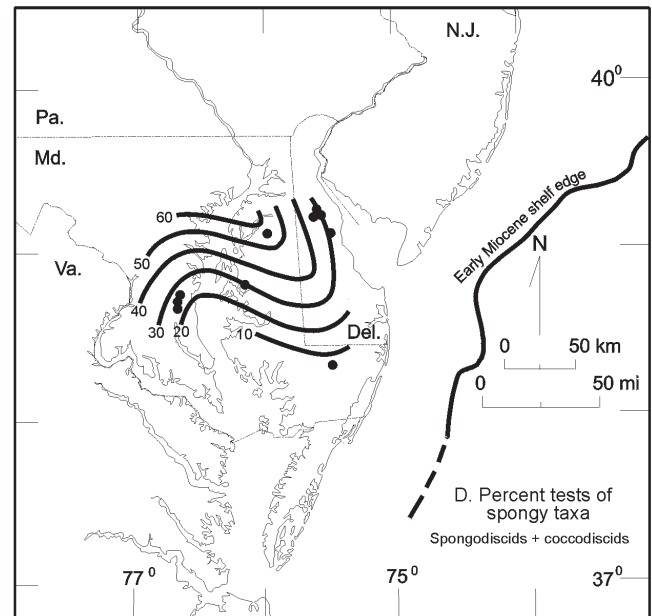 N.J.
40⁰
Pa.
Md.
Early Miocene shelf edge
60
N
50
Va.
40
30
20
10
Del.
0 50 km
0 50 mi
D. Percent tests of
spongy taxa
Spongodiscids + coccodiscids
77⁰
75⁰
37⁰